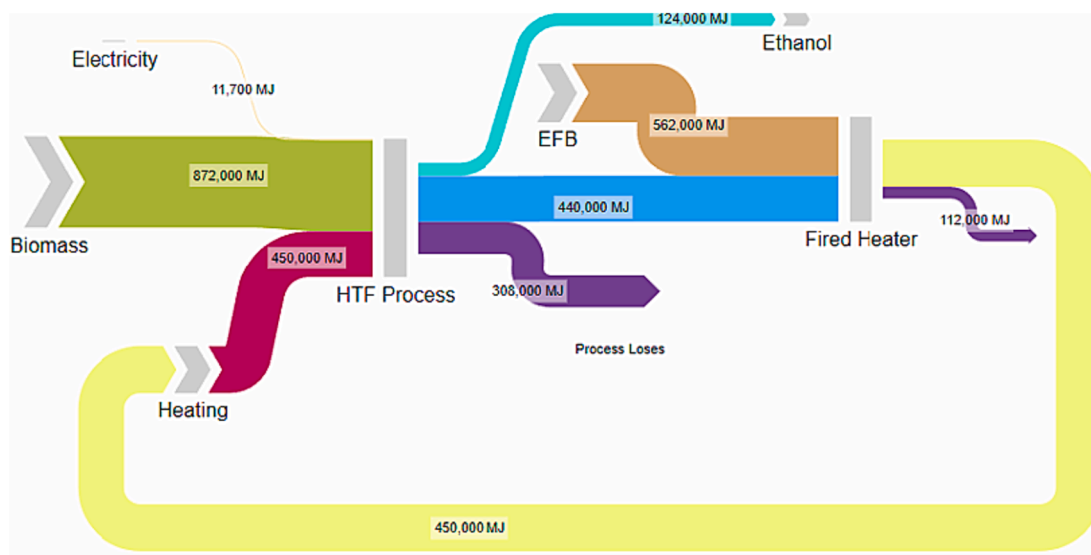 124,000 MJ
Ethanol
Electricity
11,700 MJ
562,000 MJ
EFB
872,000 MJ
440,000 MJ
112,000 MJ
Biomass
Fired Heater
450,000 MJ
HTF Process
308,000 MJ
Process Loses
Heating
450,000 MJ